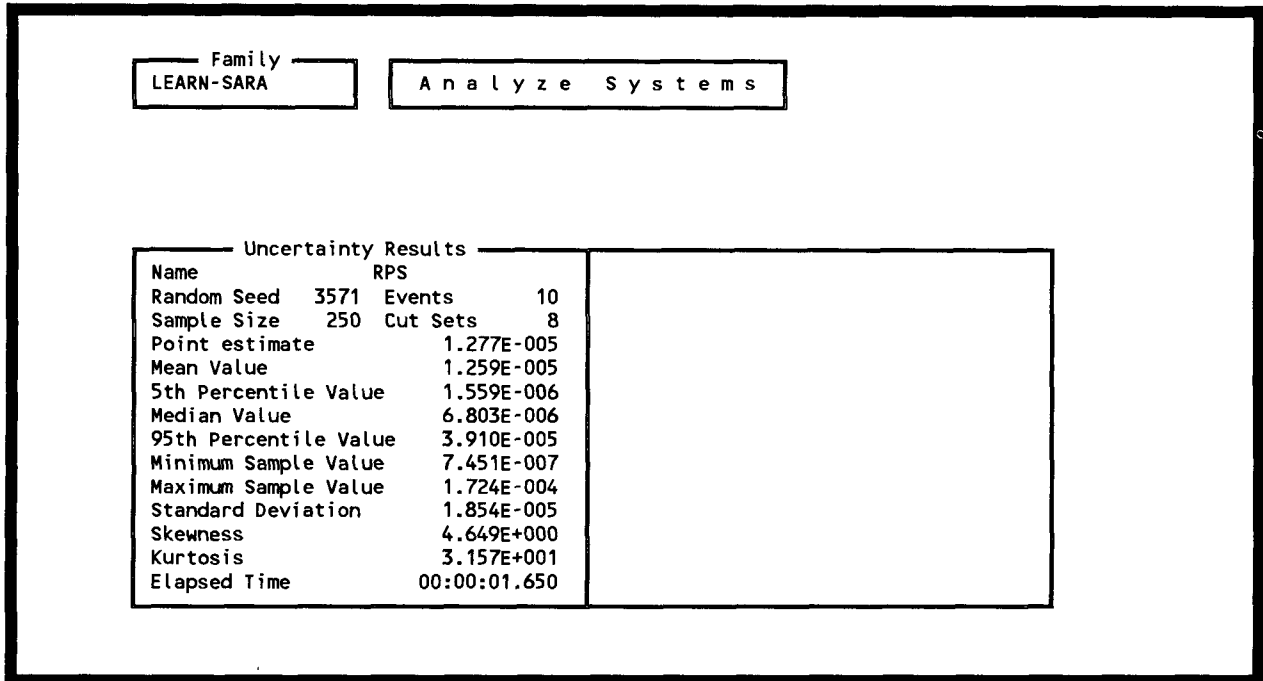 Family
LEARN-SARA
Analyze Systems
Uncertainty Results
Name RPS
Random Seed 3571 Events 10
Sample Size 250 Cut Sets 8
Point estimate 1.277E-005
Mean Value 1.259E-005
5th Percentile Value 1.559E-006
Median Value 6.803E-006
95th Percentile Value 3.910E-005
Minimum Sample Value 7.451E-007
Maximum Sample Value 1.724E-004
Standard Deviation 1.854E-005
Skewness 4.649E+000
Kurtosis 3.157E+001
Elapsed Time 00:00:01.650